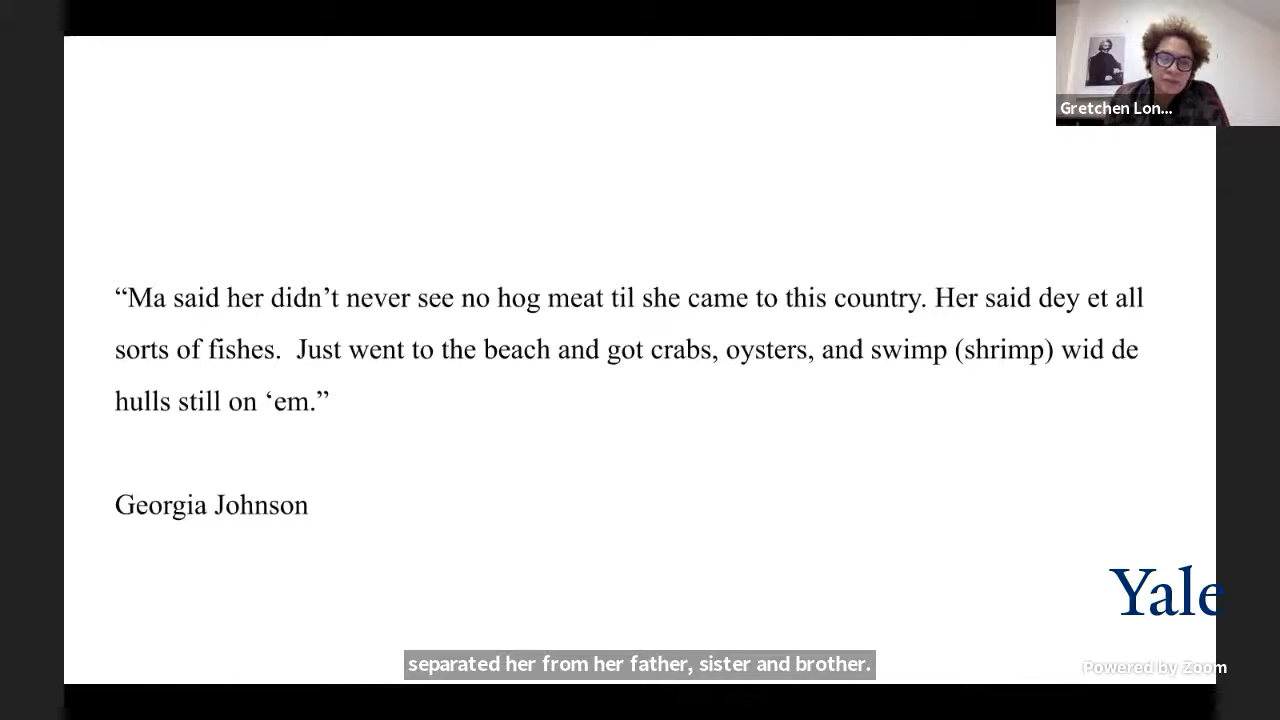 Gretchen Lon...
“Ma said her didn’t never see no hog meat til she came to this country. Her said dey et all
sorts of fishes.  Just went to the beach and got crabs, oysters, and swimp (shrimp) wid de
hulls still on ‘em.”
Georgia Johnson
Yale
separated her from her father, sister and brother.
Powered by Zoom